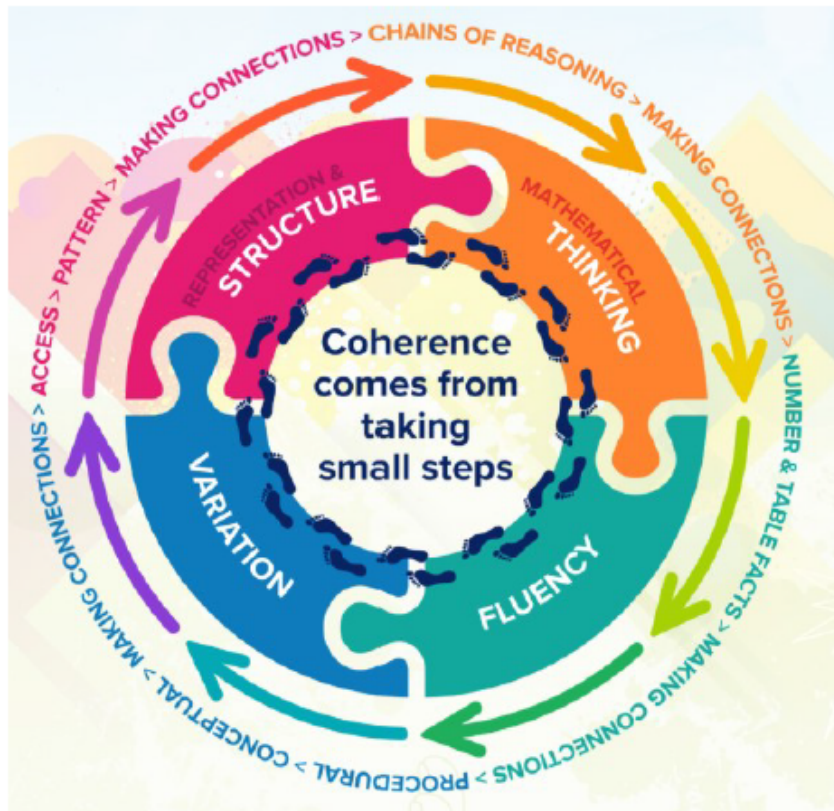 ACCESS > PATTERN > MAKING CONNECTIONS > CHAINS OF REASONING > MAKING CONNECTIONS > NUMBER & TABLE FACTS > MAKING CONNECTIONS > PROCEDURAL > CONCEPTUAL > MAKING CONNECTIONS >
REPRESENTATION &
STRUCTURE
MATHEMATICAL
THINKING
Coherence
comes from
taking
small steps
VARIATION
FLUENCY